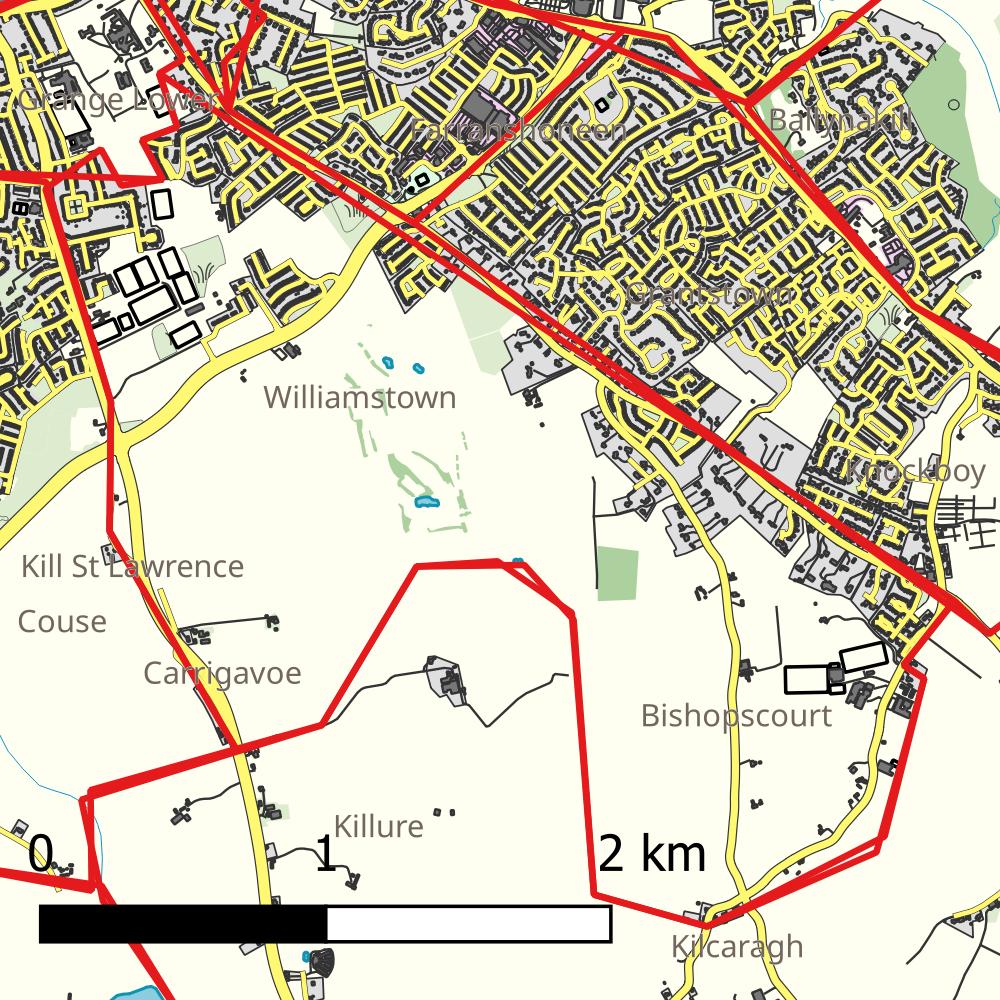 Grange Lower
Farranshoneen
Ballynakill
Grantstown
Williamstown
Knockboy
Kill St Lawrence
Couse
Carrigavoe
Bishopscourt
Killure
0 1 2 km
Kilcaragh